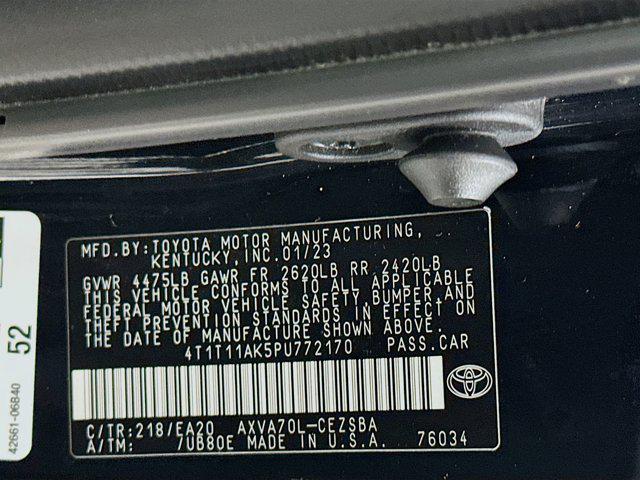 MFD.BY:TOYOTA MOTOR MANUFACTURING,
KENTUCKY,INC.01/23
GVWR 4475LB GAWR FR 2620LB RR 2420LB
THIS VEHICLE CONFORMS TO ALL APPLICABLE
FEDERAL MOTOR VEHICLE SAFETY,BUMPER,AND
THEFT PREVENTION STANDARDS IN EFFECT ON
THE DATE OF MANUFACTURE SHOWN ABOVE.
4T1T11AK5PU772170 PASS.CAR
C/TR:218/EA20 AXVA70L-CEZSBA
A/TM: 7UB80E MADE IN U.S.A. 76034
52
42661-06B40